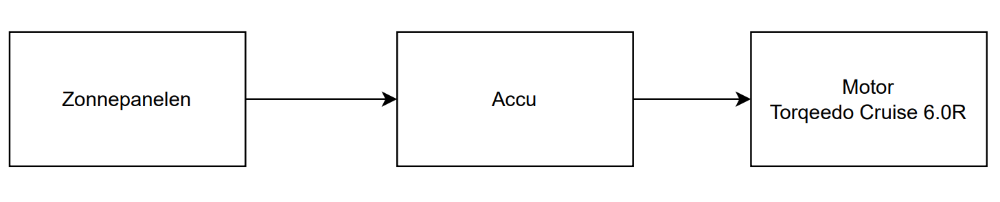 Zonnepanelen
Accu
Motor
Torqeedo Cruise 6.0R